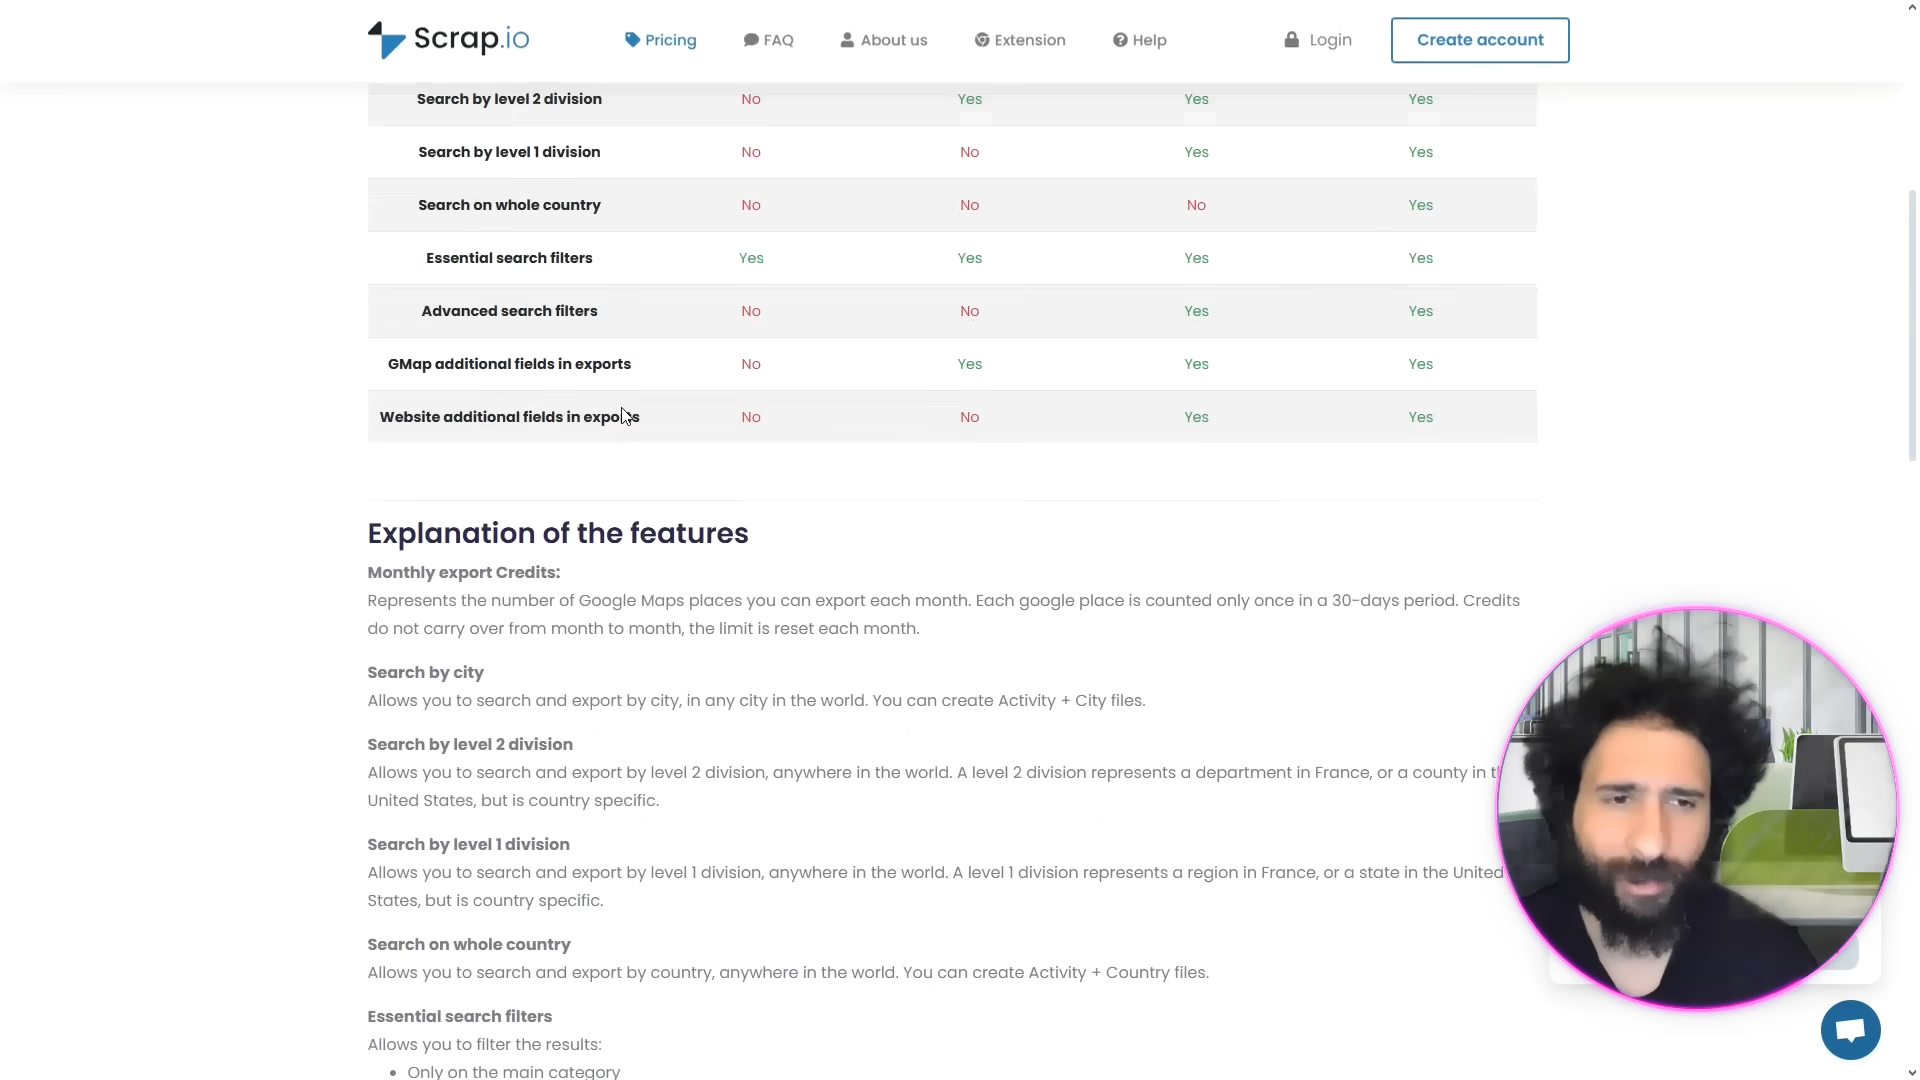 Scrap.io
Pricing
FAQ
About us
Extension
Help
Login
Create account
Search by level 2 division No Yes Yes Yes
Search by level 1 division No No Yes Yes
Search on whole country No No No Yes
Essential search filters Yes Yes Yes Yes
Advanced search filters No No Yes Yes
GMap additional fields in exports No Yes Yes Yes
Website additional fields in exports No No Yes Yes
Explanation of the features
Monthly export Credits:
Represents the number of Google Maps places you can export each month. Each google place is counted only once in a 30-days period. Credits
do not carry over from month to month, the limit is reset each month.
Search by city
Allows you to search and export by city, in any city in the world. You can create Activity + City files.
Search by level 2 division
Allows you to search and export by level 2 division, anywhere in the world. A level 2 division represents a department in France, or a county in
United States, but is country specific.
Search by level 1 division
Allows you to search and export by level 1 division, anywhere in the world. A level 1 division represents a region in France, or a state in the United
States, but is country specific.
Search on whole country
Allows you to search and export by country, anywhere in the world. You can create Activity + Country files.
Essential search filters
Allows you to filter the results:
• Only on the main category